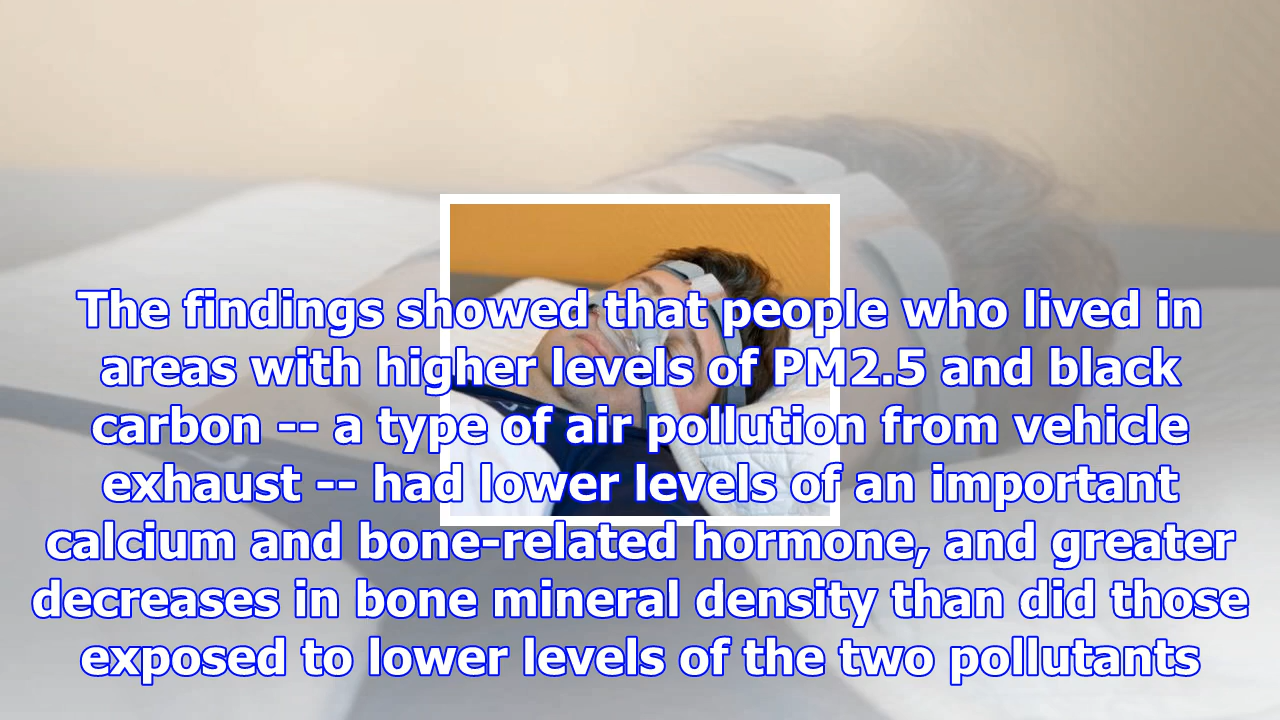 The findings showed that people who lived in
areas with higher levels of PM2.5 and black
carbon -- a type of air pollution from vehicle
exhaust -- had lower levels of an important
calcium and bone-related hormone, and greater
decreases in bone mineral density than did those
exposed to lower levels of the two pollutants